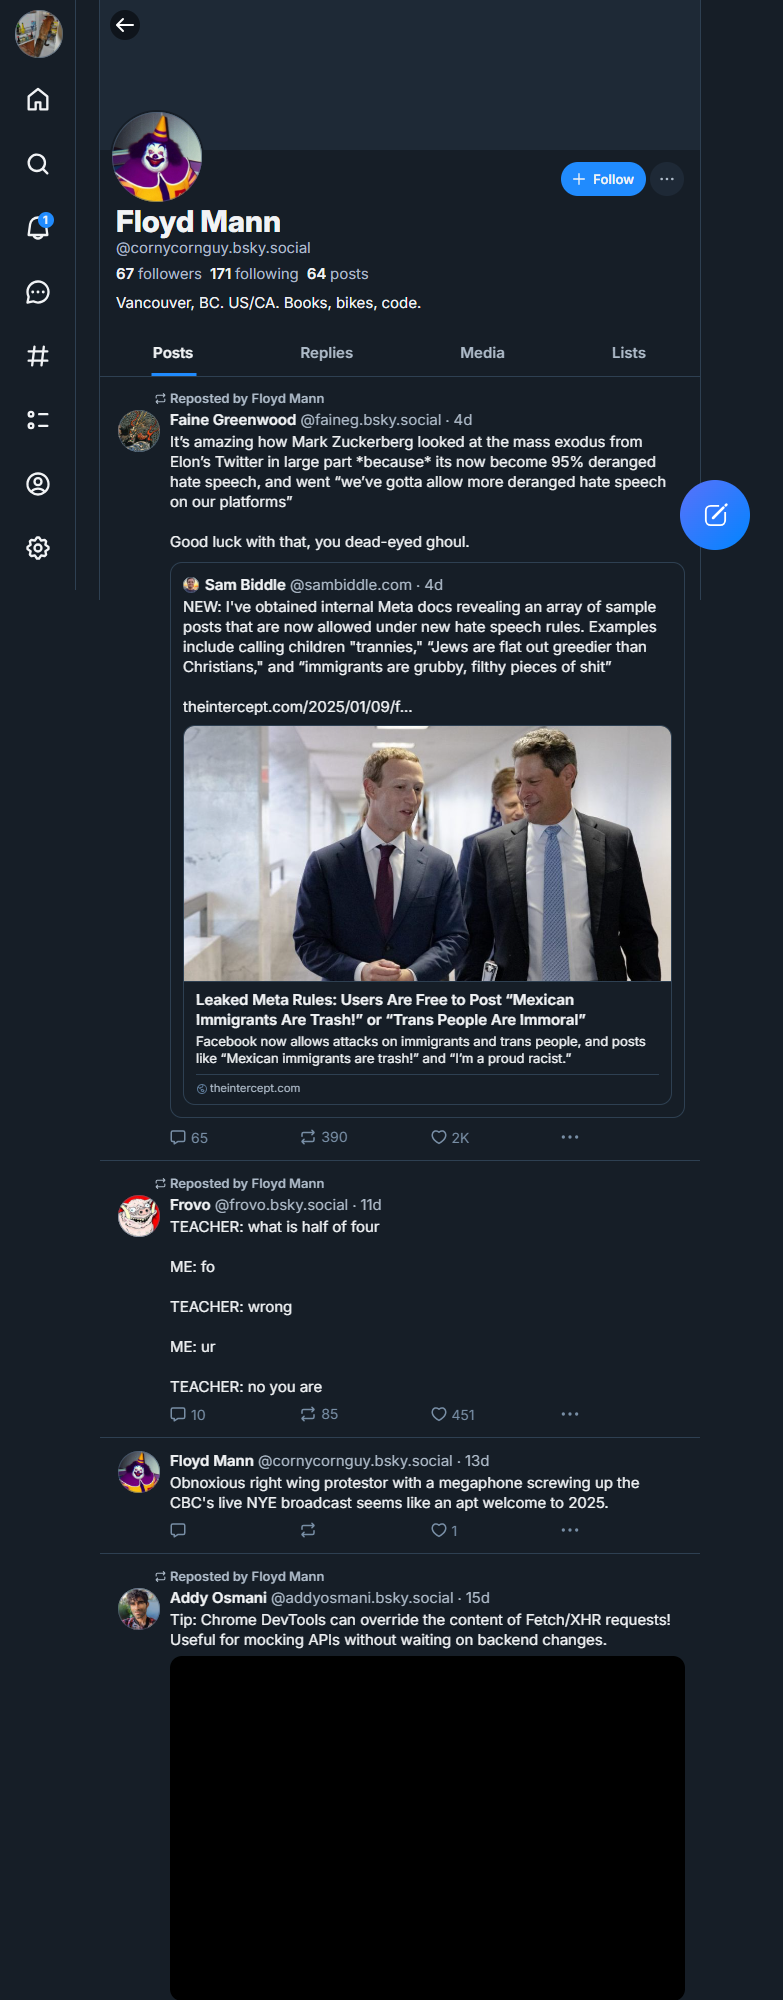 1
+ Follow
Floyd Mann
@cornycornguy.bsky.social
67 followers 171 following 64 posts
Vancouver, BC. US/CA. Books, bikes, code.
Posts Replies Media Lists
Reposted by Floyd Mann
Faine Greenwood @faineg.bsky.social · 4d
It’s amazing how Mark Zuckerberg looked at the mass exodus from
Elon’s Twitter in large part *because* its now become 95% deranged
hate speech, and went “we’ve gotta allow more deranged hate speech
on our platforms”
Good luck with that, you dead-eyed ghoul.
Sam Biddle @sambiddle.com · 4d
NEW: I've obtained internal Meta docs revealing an array of sample
posts that are now allowed under new hate speech rules. Examples
include calling children "trannies," “Jews are flat out greedier than
Christians," and “immigrants are grubby, filthy pieces of shit”
theintercept.com/2025/01/09/f...
Leaked Meta Rules: Users Are Free to Post “Mexican
Immigrants Are Trash!” or “Trans People Are Immoral”
Facebook now allows attacks on immigrants and trans people, and posts
like “Mexican immigrants are trash!” and “I’m a proud racist.”
theintercept.com
65 390 2K
Reposted by Floyd Mann
Frovo @frovo.bsky.social · 11d
TEACHER: what is half of four
ME: fo
TEACHER: wrong
ME: ur
TEACHER: no you are
10 85 451
Floyd Mann @cornycornguy.bsky.social · 13d
Obnoxious right wing protestor with a megaphone screwing up the
CBC's live NYE broadcast seems like an apt welcome to 2025.
1
Reposted by Floyd Mann
Addy Osmani @addyosmani.bsky.social · 15d
Tip: Chrome DevTools can override the content of Fetch/XHR requests!
Useful for mocking APIs without waiting on backend changes.